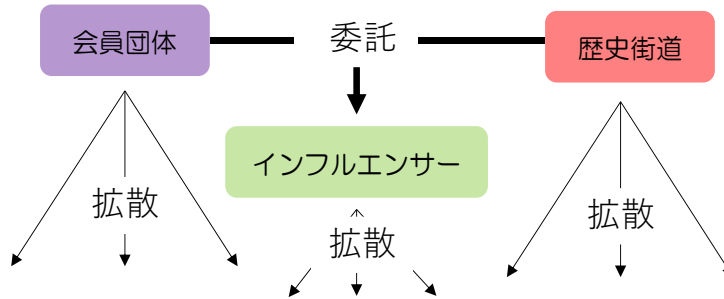 会員団体
委託
歴史街道
インフルエンサー
拡散
拡散
拡散